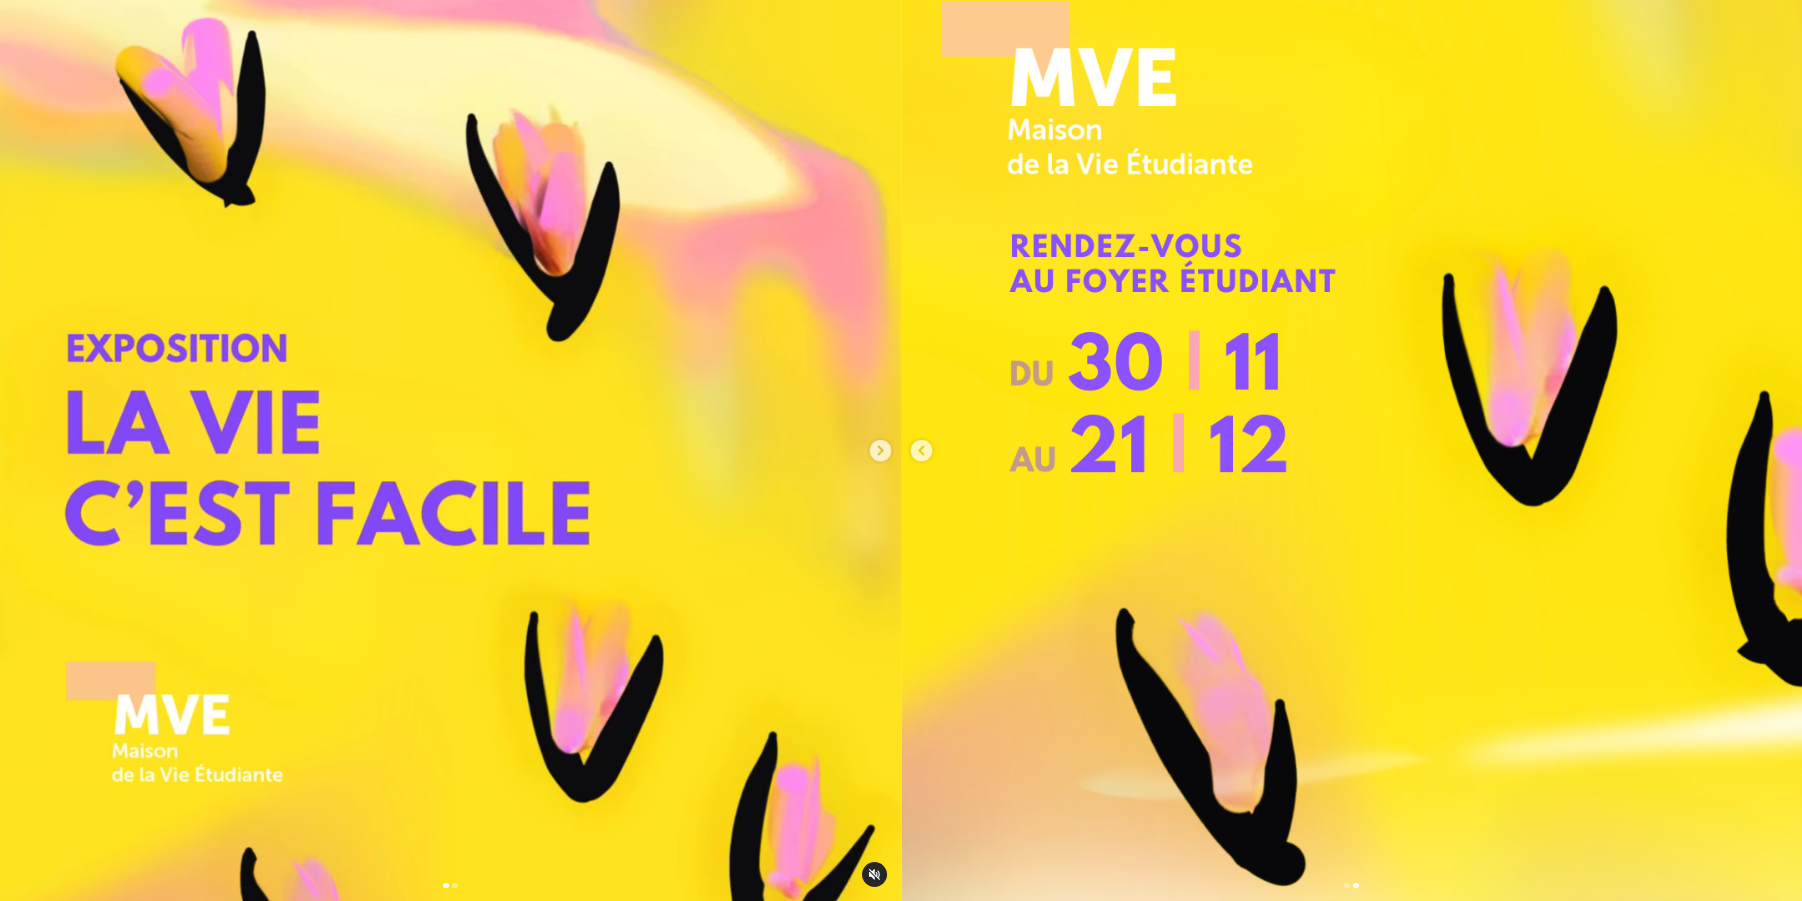 EXPOSITION
LA VIE
C’EST FACILE
MVE
Maison
de la Vie Étudiante
MVE
Maison
de la Vie Étudiante
RENDEZ-VOUS
AU FOYER ÉTUDIANT
DU 30 | 11
AU 21 | 12